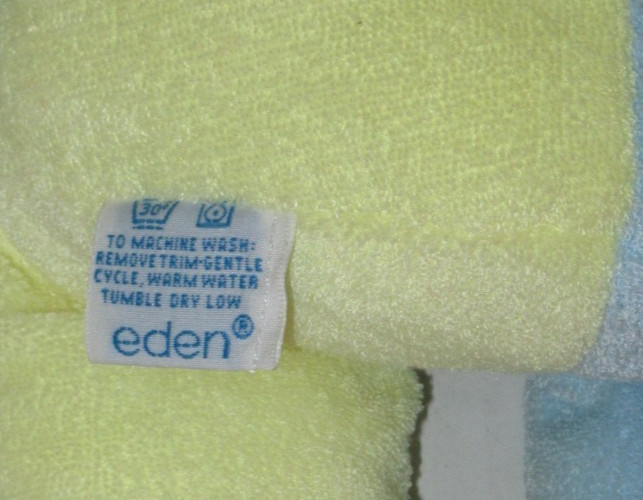 30°
TO MACHINE WASH:
REMOVE TRIM-GENTLE
CYCLE, WARM WATER
TUMBLE DRY LOW
eden®